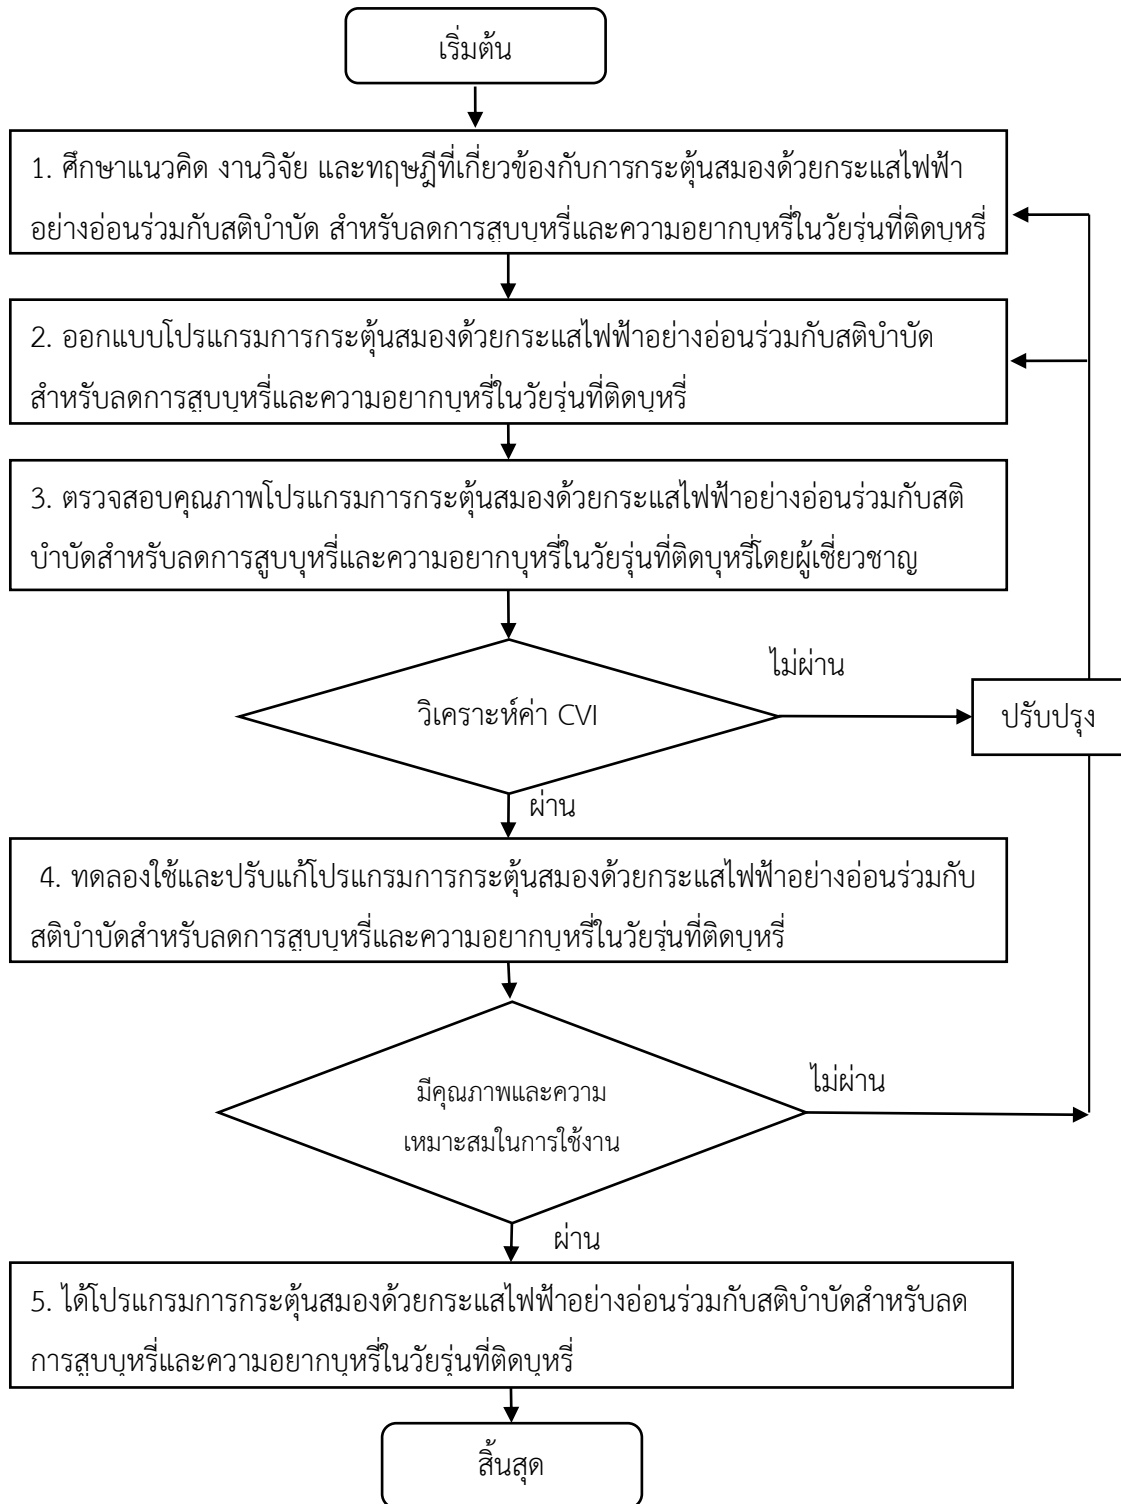 เริ่มต้น
1. ศึกษาแนวคิด งานวิจัย และทฤษฎีที่เกี่ยวข้องกับการกระตุ้นสมองด้วยกระแสไฟฟ้า
อย่างอ่อนร่วมกับสติบำบัด สำหรับลดการสูบบุหรี่และความอยากบุหรี่ในวัยรุ่นที่ติดบุหรี่
2. ออกแบบโปรแกรมการกระตุ้นสมองด้วยกระแสไฟฟ้าอย่างอ่อนร่วมกับสติบำบัด
สำหรับลดการสูบบุหรี่และความอยากบุหรี่ในวัยรุ่นที่ติดบุหรี่
3. ตรวจสอบคุณภาพโปรแกรมการกระตุ้นสมองด้วยกระแสไฟฟ้าอย่างอ่อนร่วมกับสติ
บำบัดสำหรับลดการสูบบุหรี่และความอยากบุหรี่ในวัยรุ่นที่ติดบุหรี่โดยผู้เชี่ยวชาญ
ไม่ผ่าน
วิเคราะห์ค่า CVI
ปรับปรุง
ผ่าน
4. ทดลองใช้และปรับแก้โปรแกรมการกระตุ้นสมองด้วยกระแสไฟฟ้าอย่างอ่อนร่วมกับ
สติบำบัดสำหรับลดการสูบบุหรี่และความอยากบุหรี่ในวัยรุ่นที่ติดบุหรี่
ไม่ผ่าน
มีคุณภาพและความ
เหมาะสมในการใช้งาน
ผ่าน
5. ได้โปรแกรมการกระตุ้นสมองด้วยกระแสไฟฟ้าอย่างอ่อนร่วมกับสติบำบัดสำหรับลด
การสูบบุหรี่และความอยากบุหรี่ในวัยรุ่นที่ติดบุหรี่
สิ้นสุด